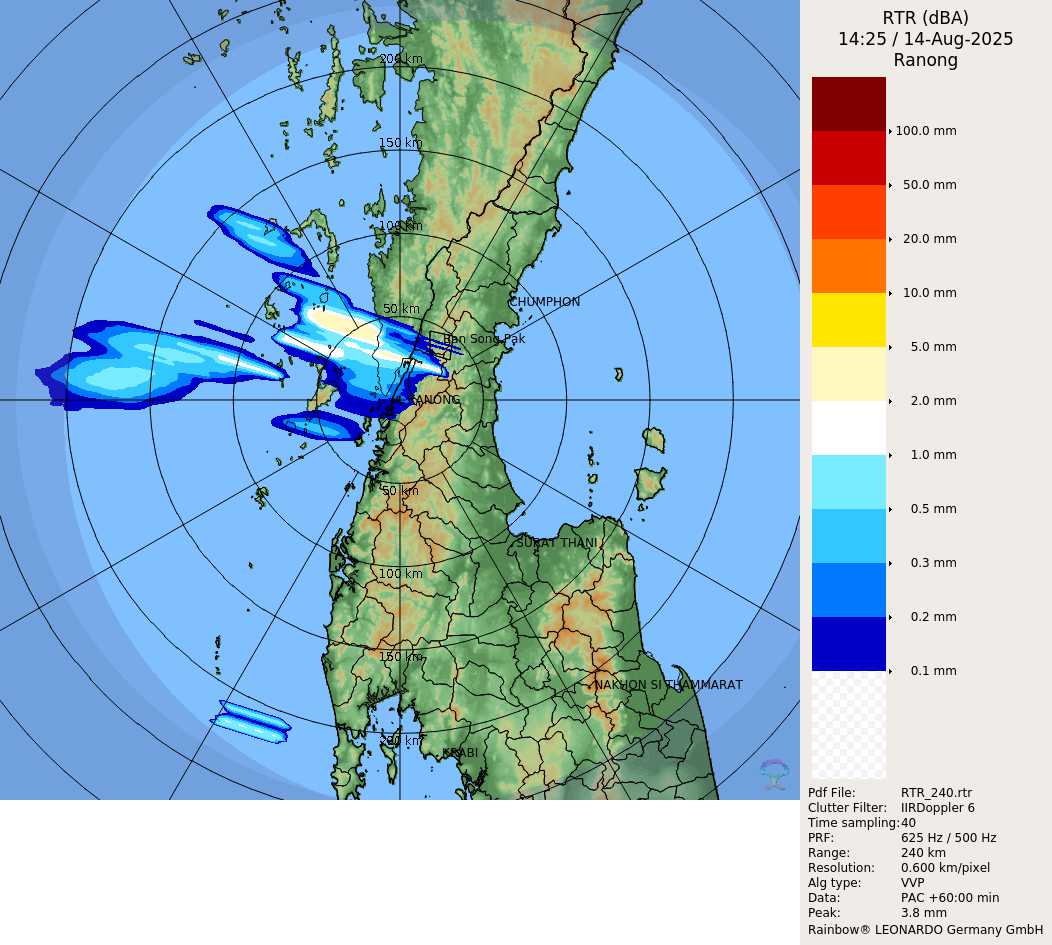 RTR (dBA)
14:25 / 14-Aug-2025
Ranong
200 km
150 km
100 km
50 km
CHUMPHON
Ban Song Pak
RANONG
50 km
SURAT THANI
100 km
150 km
NAKHON SI THAMMARAT
200 km
KRABI
100.0 mm
50.0 mm
20.0 mm
10.0 mm
5.0 mm
2.0 mm
1.0 mm
0.5 mm
0.3 mm
0.2 mm
0.1 mm
Pdf File: RTR_240.rtr
Clutter Filter: IIRDoppler 6
Time sampling:40
PRF: 625 Hz / 500 Hz
Range: 240 km
Resolution: 0.600 km/pixel
Alg type: VVP
Data: PAC +60:00 min
Peak: 3.8 mm
Rainbow® LEONARDO Germany GmbH